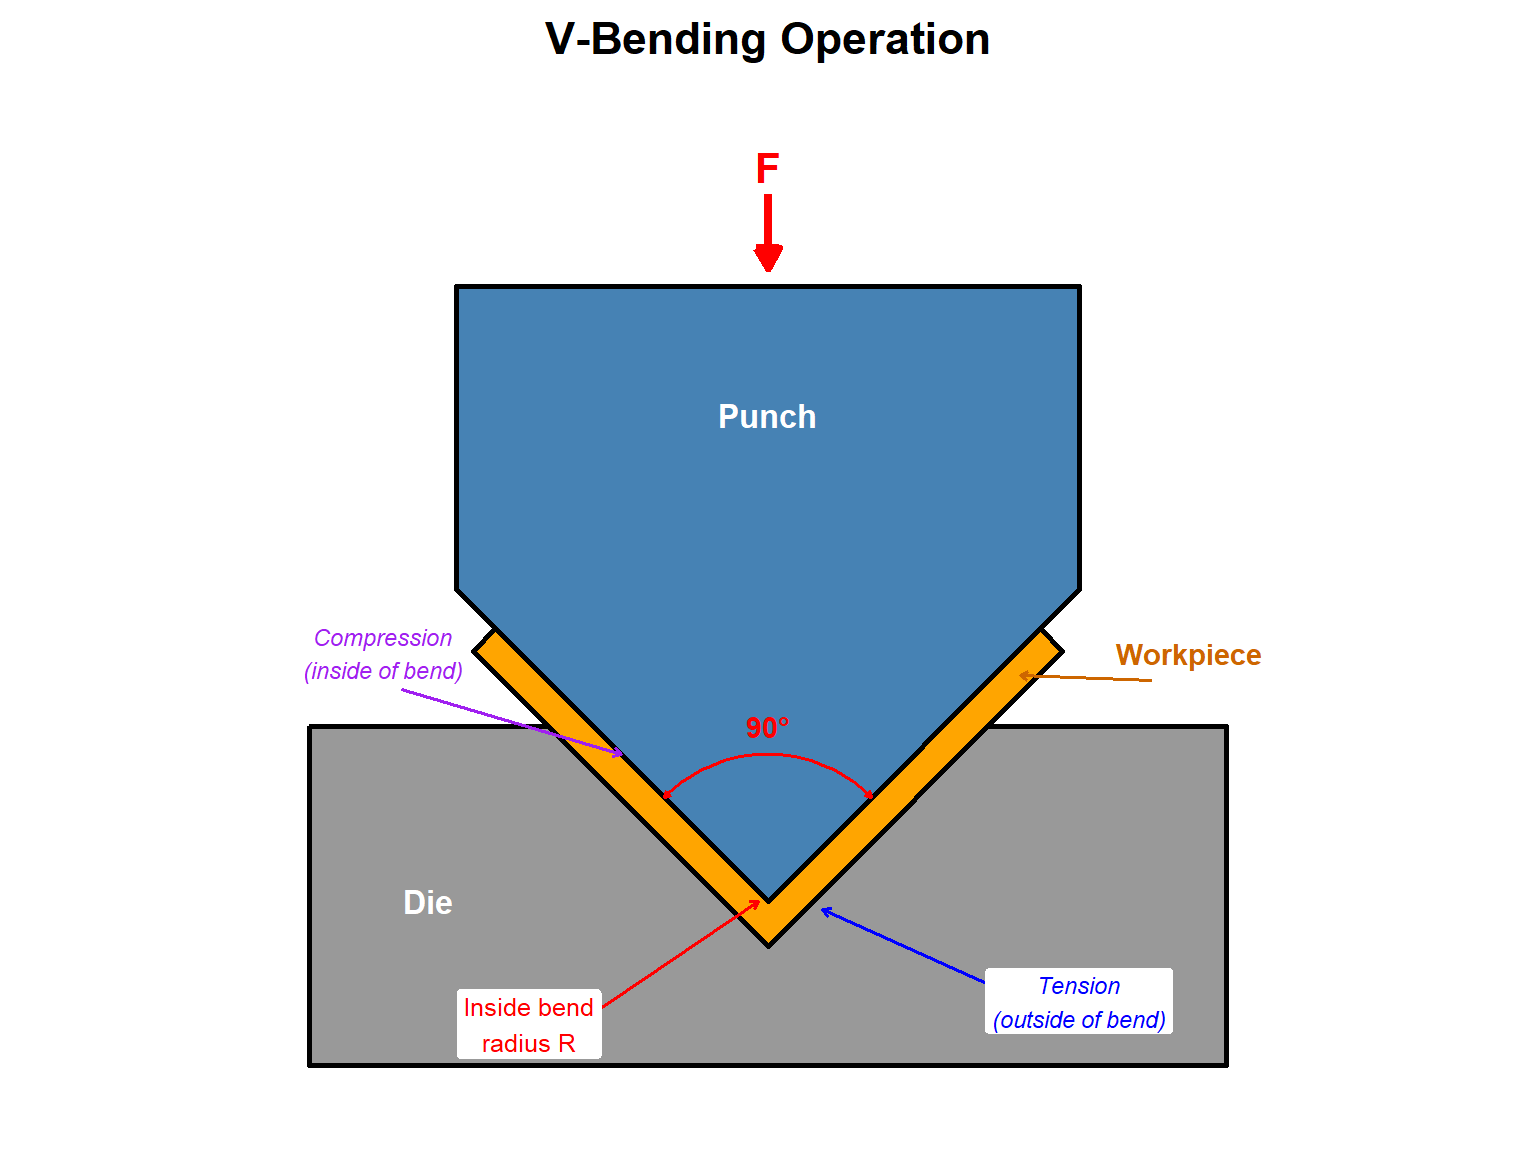 V-Bending Operation
F
Punch
Compression
(inside of bend)
Workpiece
90°
Die
Inside bend
radius R
Tension
(outside of bend)